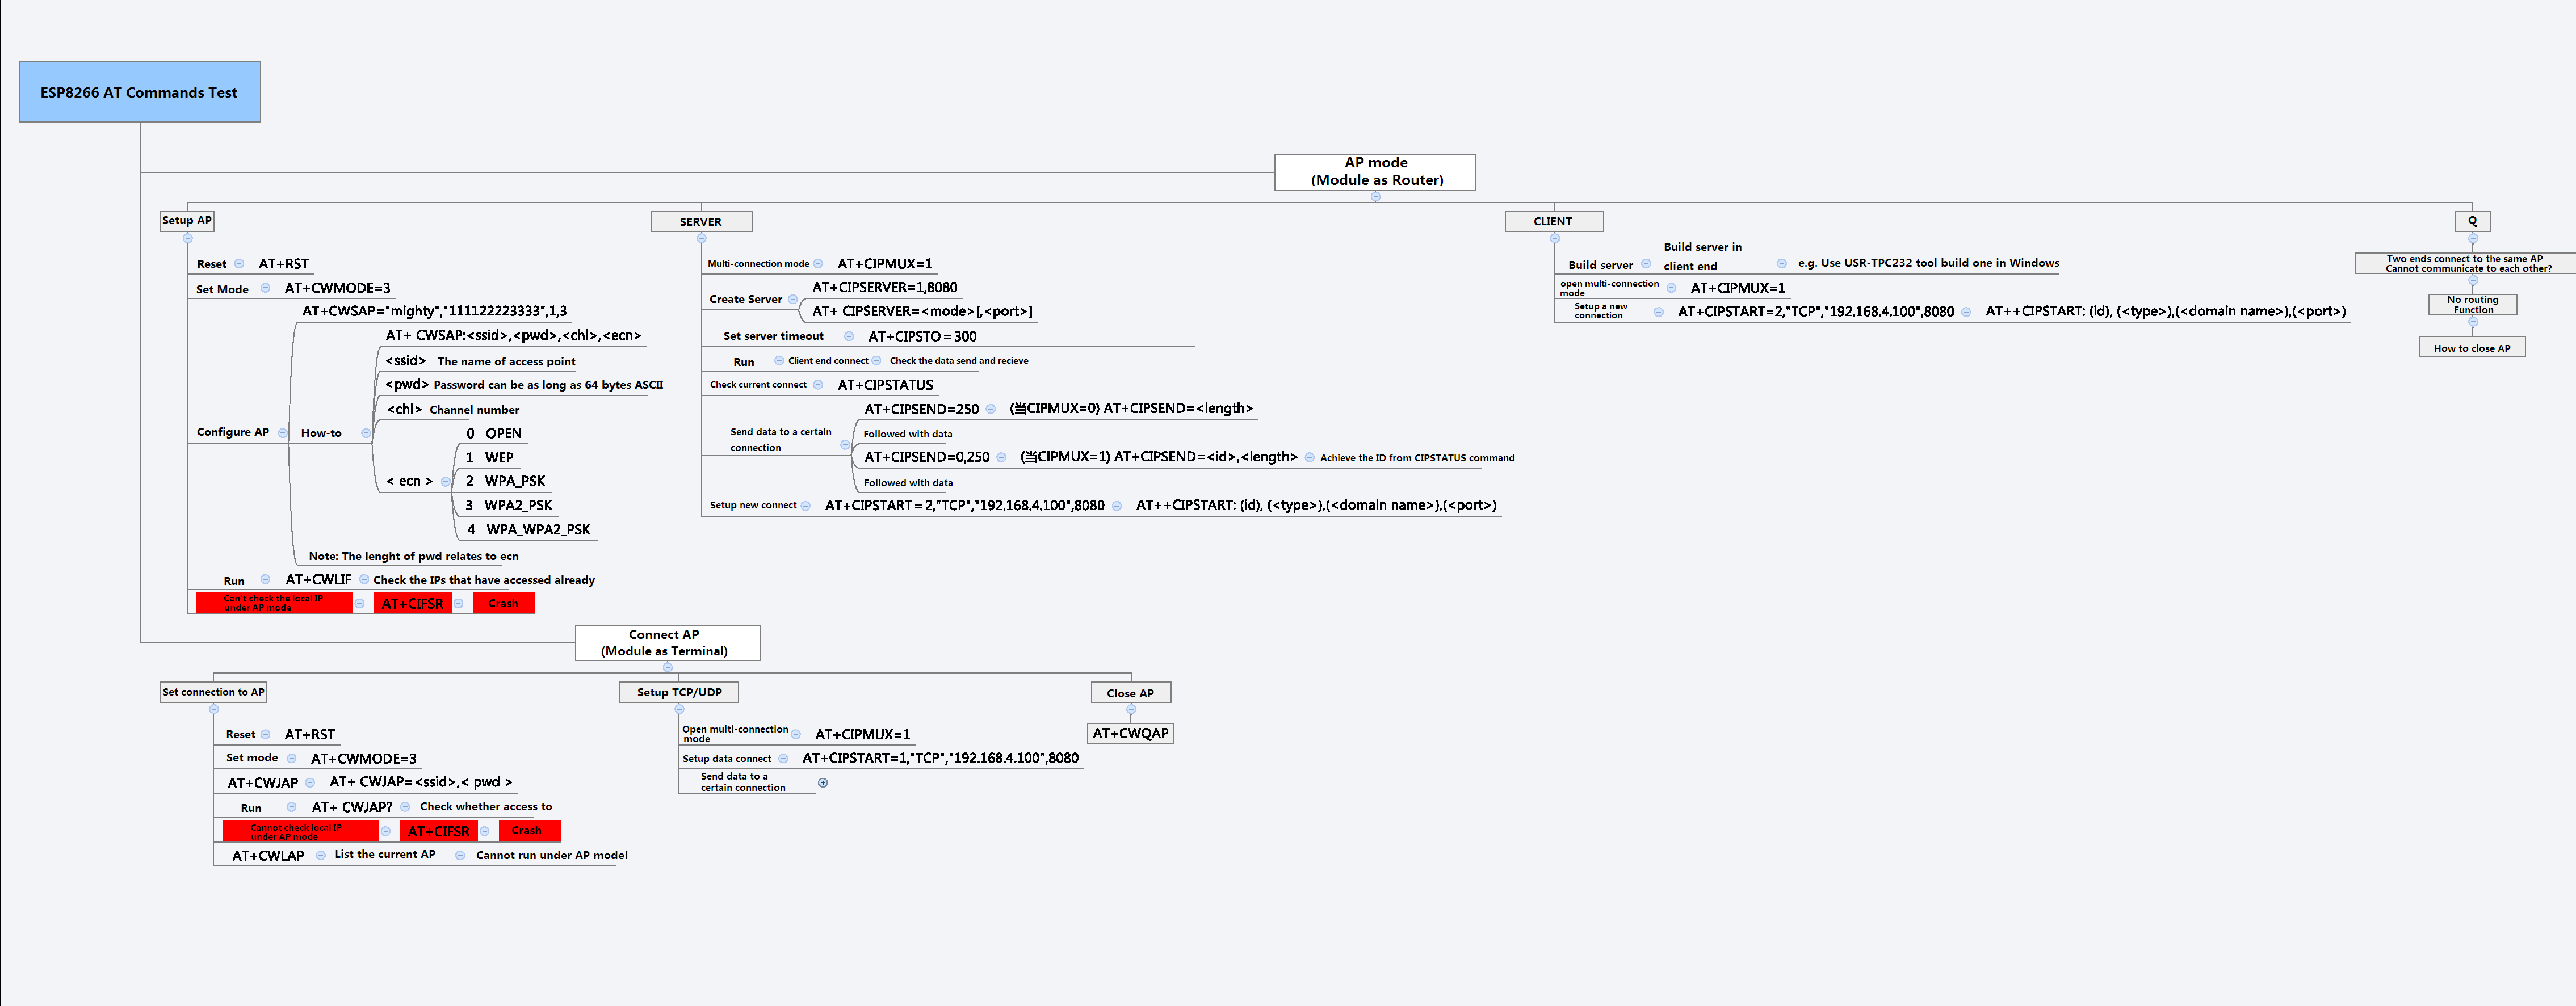 ESP8266 AT Commands Test
AP mode
(Module as Router)
Setup AP
Reset AT+RST
Set Mode AT+CWMODE=3
AT+CWSAP="mighty","111122223333",1,3
AT+ CWSAP:<ssid>,<pwd>,<chl>,<ecn>
<ssid> The name of access point
<pwd> Password can be as long as 64 bytes ASCII
<chl> Channel number
Configure AP How-to
0 OPEN
1 WEP
< ecn > 2 WPA_PSK
3 WPA2_PSK
4 WPA_WPA2_PSK
Note: The lenght of pwd relates to ecn
Run AT+CWLIF Check the IPs that have accessed already
Can't check the local IP
under AP mode
AT+CIFSR Crash
SERVER
Multi-connection mode AT+CIPMUX=1
Create Server
AT+CIPSERVER=1,8080
AT+ CIPSERVER=<mode>[,<port>]
Set server timeout AT+CIPSTO=300
Run Client end connect Check the data send and recieve
Check current connect AT+CIPSTATUS
Send data to a certain
connection
AT+CIPSEND=250 (当CIPMUX=0) AT+CIPSEND=<length>
Followed with data
AT+CIPSEND=0,250 (当CIPMUX=1) AT+CIPSEND=<id>,<length> Achieve the ID from CIPSTATUS command
Followed with data
Setup new connect AT+CIPSTART=2,"TCP","192.168.4.100",8080 AT++CIPSTART: (id), (<type>),(<domain name>),(<port>)
CLIENT
Build server
Build server in
client end
e.g. Use USR-TPC232 tool build one in Windows
open multi-connection
mode
AT+CIPMUX=1
Setup a new
connection
AT+CIPSTART=2,"TCP","192.168.4.100",8080 AT++CIPSTART: (id), (<type>),(<domain name>),(<port>)
Q
Two ends connect to the same AP
Cannot communicate to each other?
No routing
Function
How to close AP
Connect AP
(Module as Terminal)
Set connection to AP
Reset AT+RST
Set mode AT+CWMODE=3
AT+CWJAP AT+ CWJAP=<ssid>,< pwd >
Run AT+ CWJAP? Check whether access to
Cannot check local IP
under AP mode
AT+CIFSR Crash
AT+CWLAP List the current AP Cannot run under AP mode!
Setup TCP/UDP
Open multi-connection
mode
AT+CIPMUX=1
Setup data connect AT+CIPSTART=1,"TCP","192.168.4.100",8080
Send data to a
certain connection
Close AP
AT+CWQAP